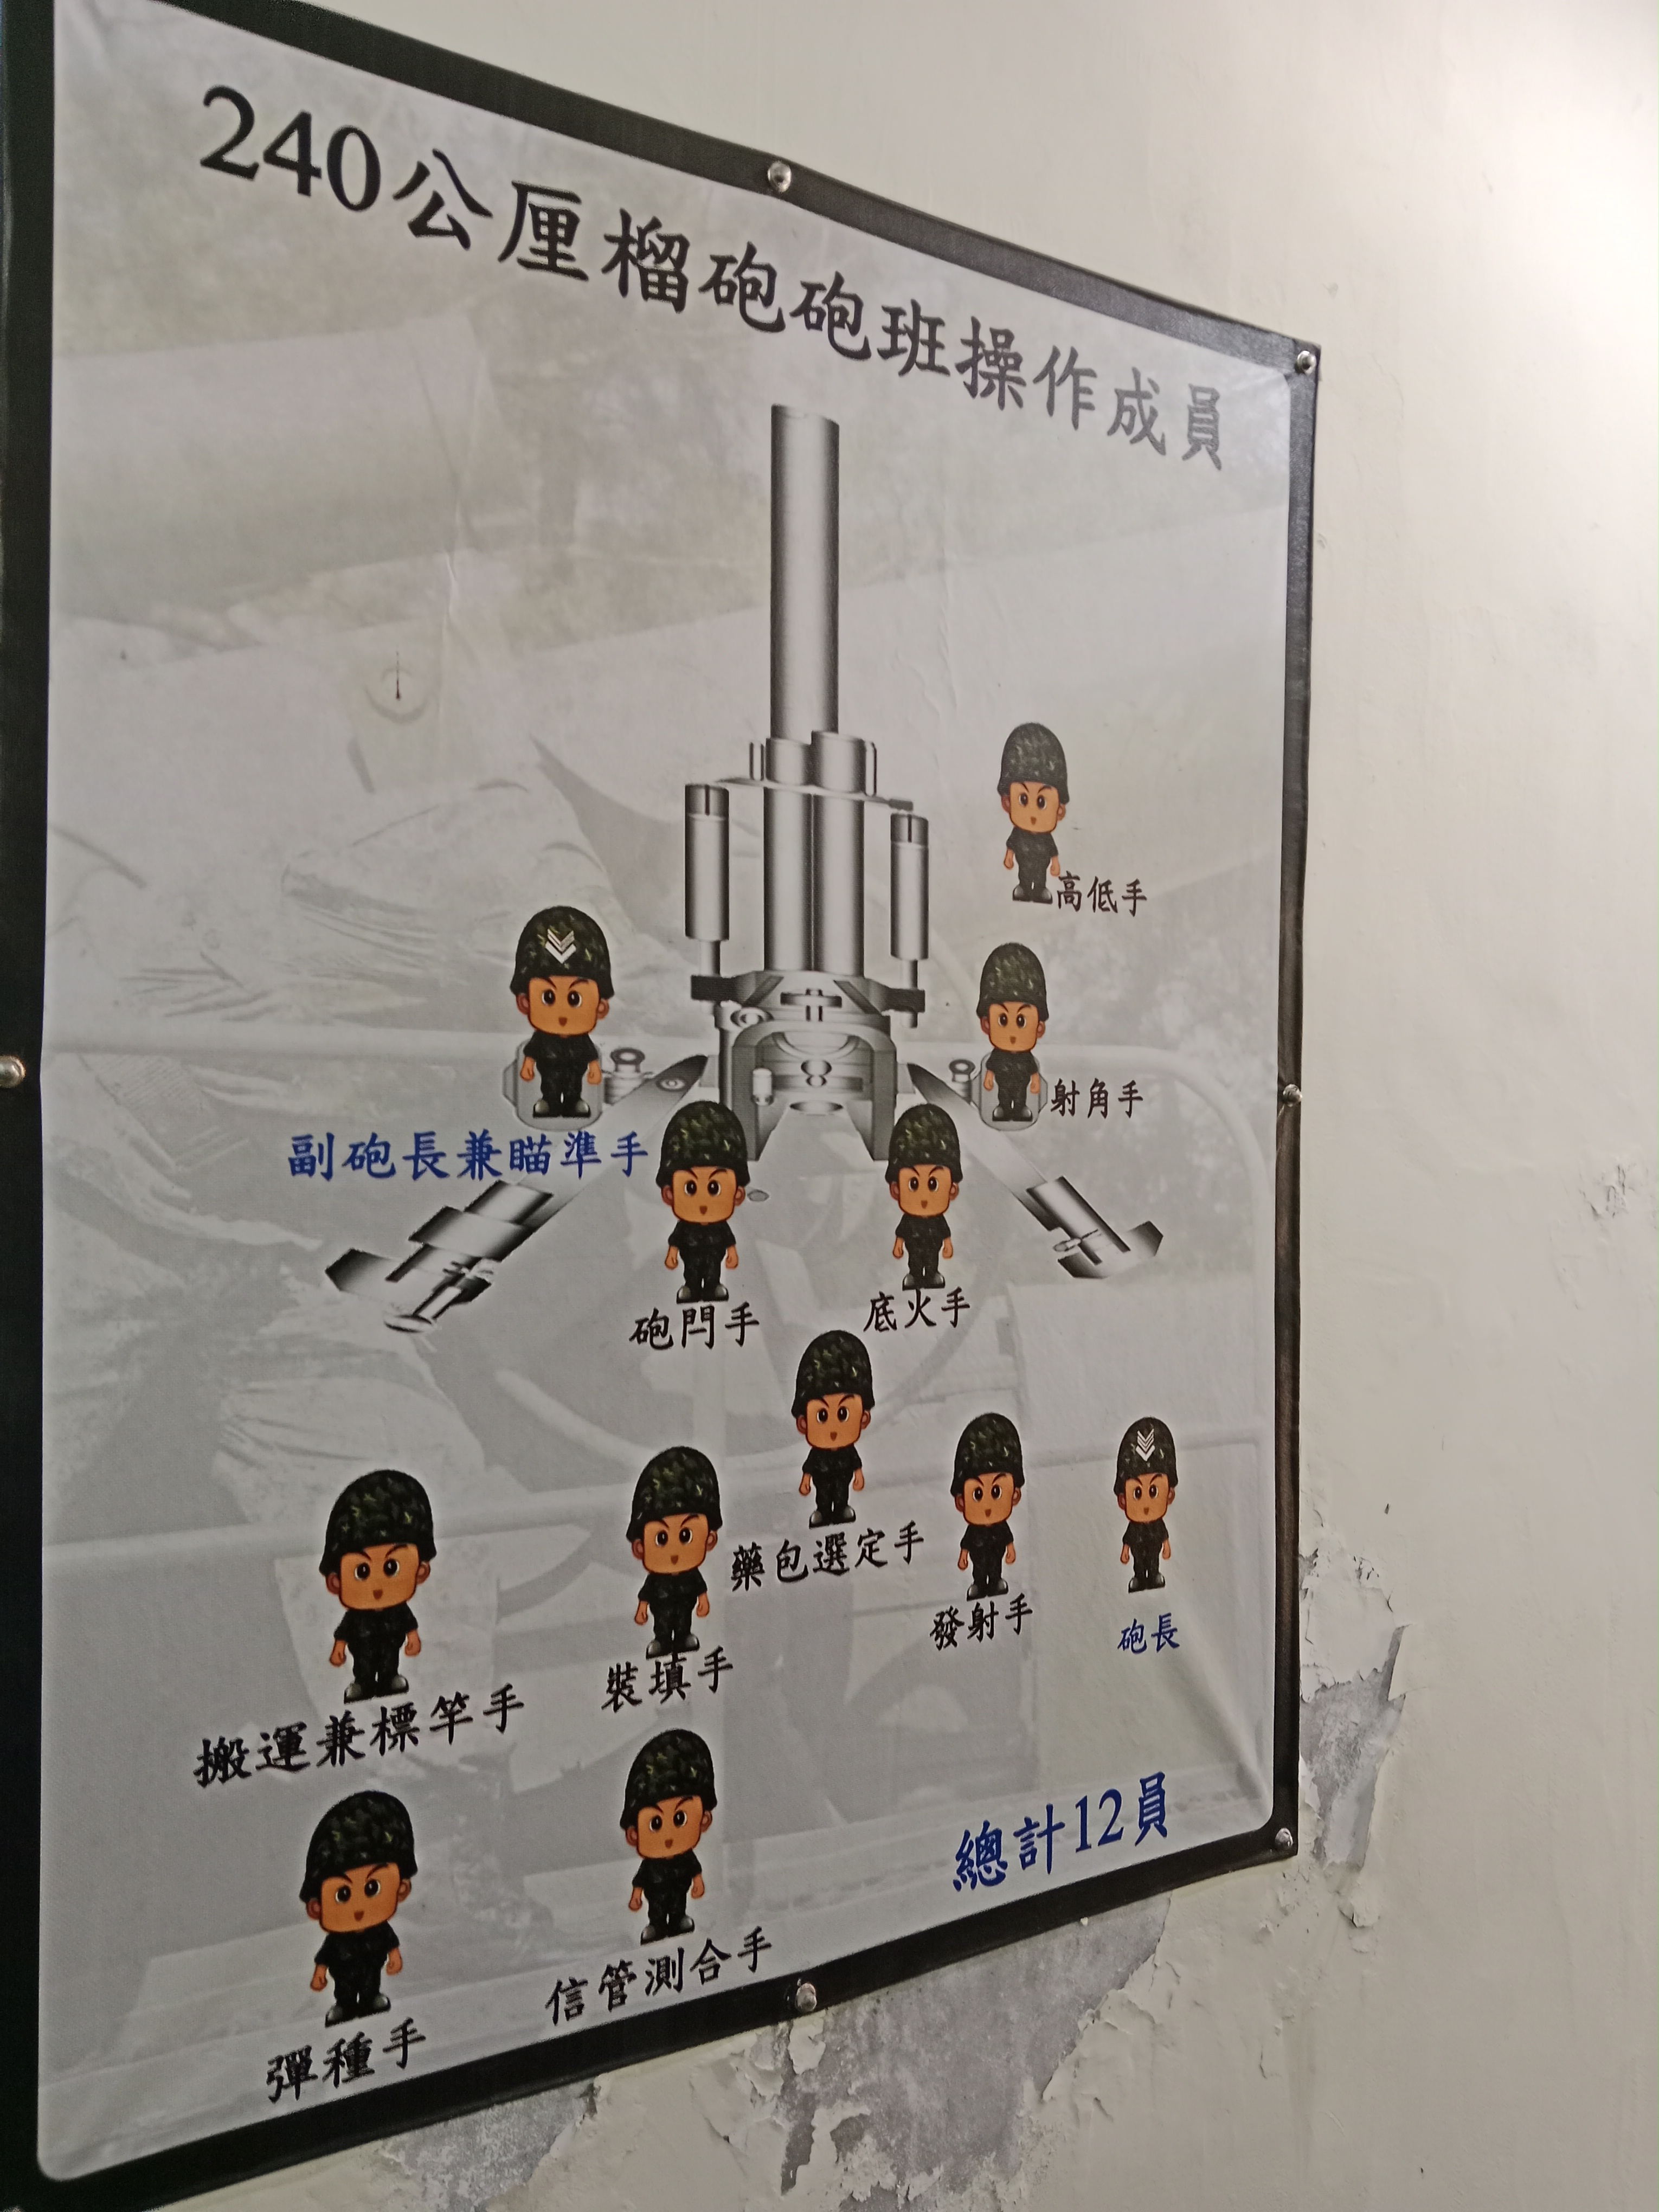 240公厘榴砲砲班操作成員
高低手
射角手
副砲長兼瞄準手
砲閂手
底火手
藥包選定手
發射手
砲長
裝填手
搬運兼標竿手
信管測合手
彈種手
總計12員